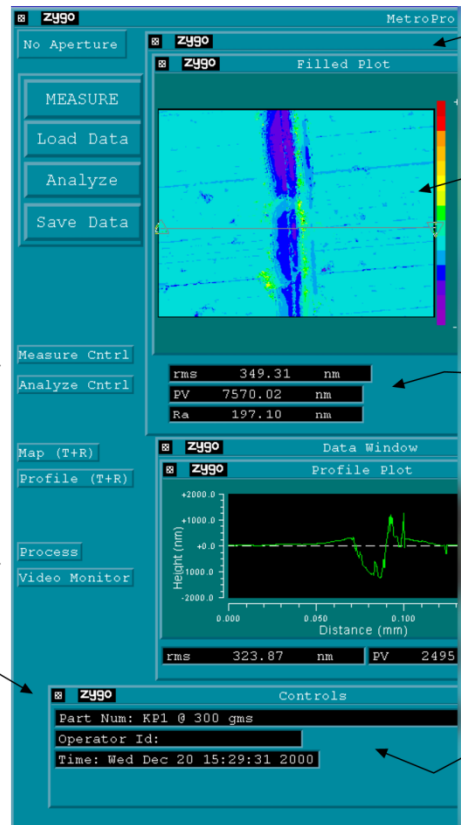 zygo MetroPro
No Aperture
zygo
zygo Filled Plot
MEASURE
Load Data
Analyze
Save Data
+
-
Measure Cntrl
Analyze Cntrl
rms 349.31 nm
PV 7570.02 nm
Ra 197.10 nm
Map (T+R)
Profile (T+R)
zygo Data Window
zygo Profile Plot
+2000.0
+1000.0
+0.0
-1000.0
-2000.0
Height (nm)
0.000 0.050 0.100
Distance (mm)
Process
Video Monitor
rms 323.87 nm PV 2495
zygo Controls
Part Num: KP1 @ 300 gms
Operator Id:
Time: Wed Dec 20 15:29:31 2000